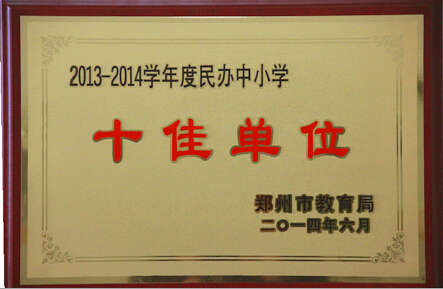 2013-2014学年度民办中小学
十佳单位
郑州市教育局
二〇一四年六月